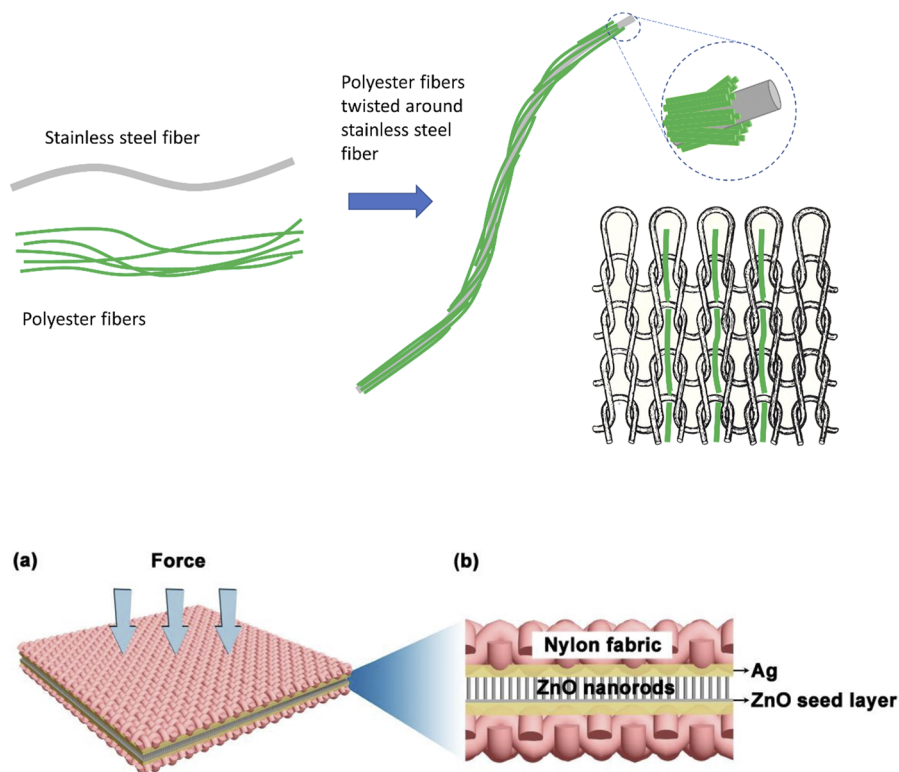 Stainless steel fiber
Polyester fibers
Polyester fibers
twisted around
stainless steel
fiber
(a)
Force
(b)
Nylon fabric
Ag
ZnO nanorods
ZnO seed layer